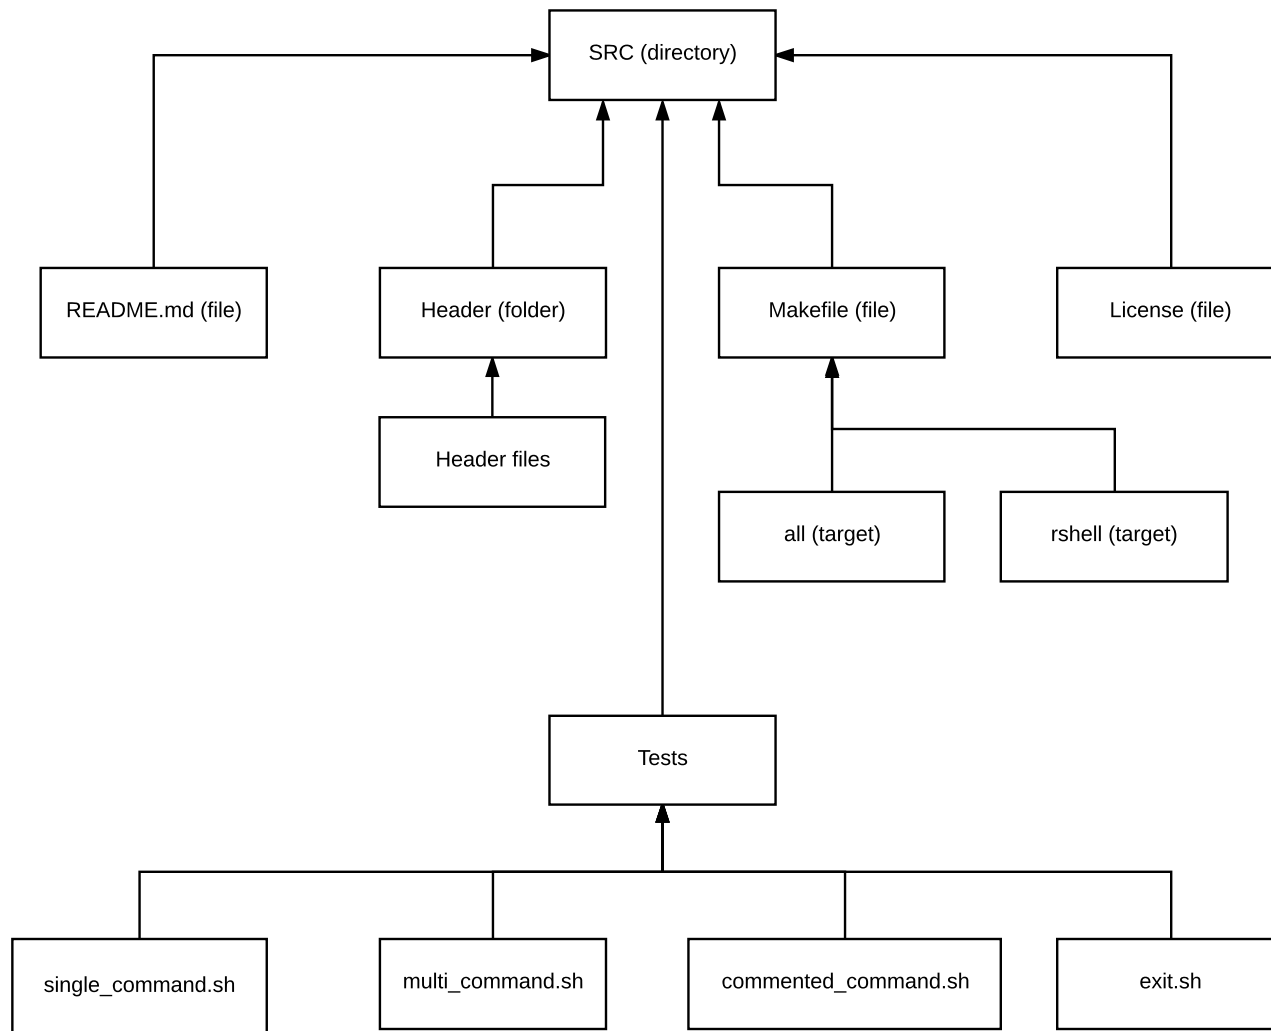 SRC (directory)
README.md (file)
Header (folder)
Makefile (file)
License (file)
Header files
all (target)
rshell (target)
Tests
single_command.sh
multi_command.sh
commented_command.sh
exit.sh